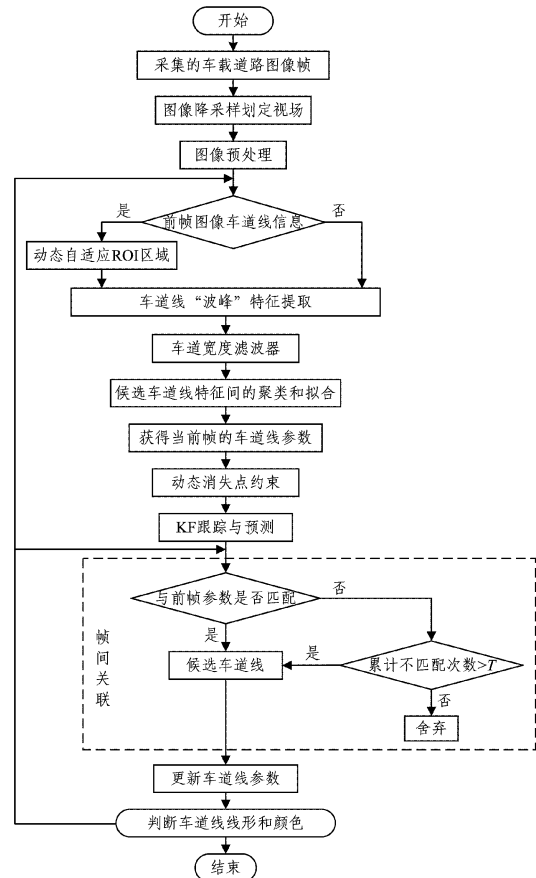 开始
采集的车载道路图像帧
图像降采样划定视场
图像预处理
前帧图像车道线信息
是
否
动态自适应ROI区域
车道线“波峰”特征提取
车道宽度滤波器
候选车道线特征间的聚类和拟合
获得当前帧的车道线参数
动态消失点约束
KF跟踪与预测
与前帧参数是否匹配
否
是
帧间关联
候选车道线
是
累计不匹配次数>T
否
舍弃
更新车道线参数
判断车道线线形和颜色
结束